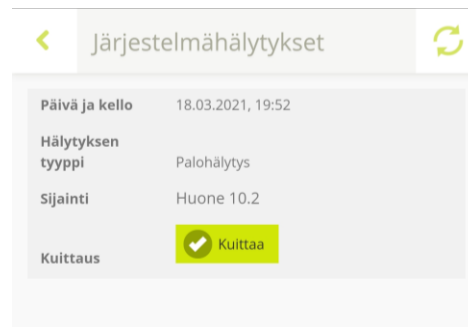 Järjestelmähälytykset
Päivä ja kello 18.03.2021, 19:52
Hälytyksen
tyyppi Palohälytys
Sijainti Huone 10.2
Kuittaus Kuittaa